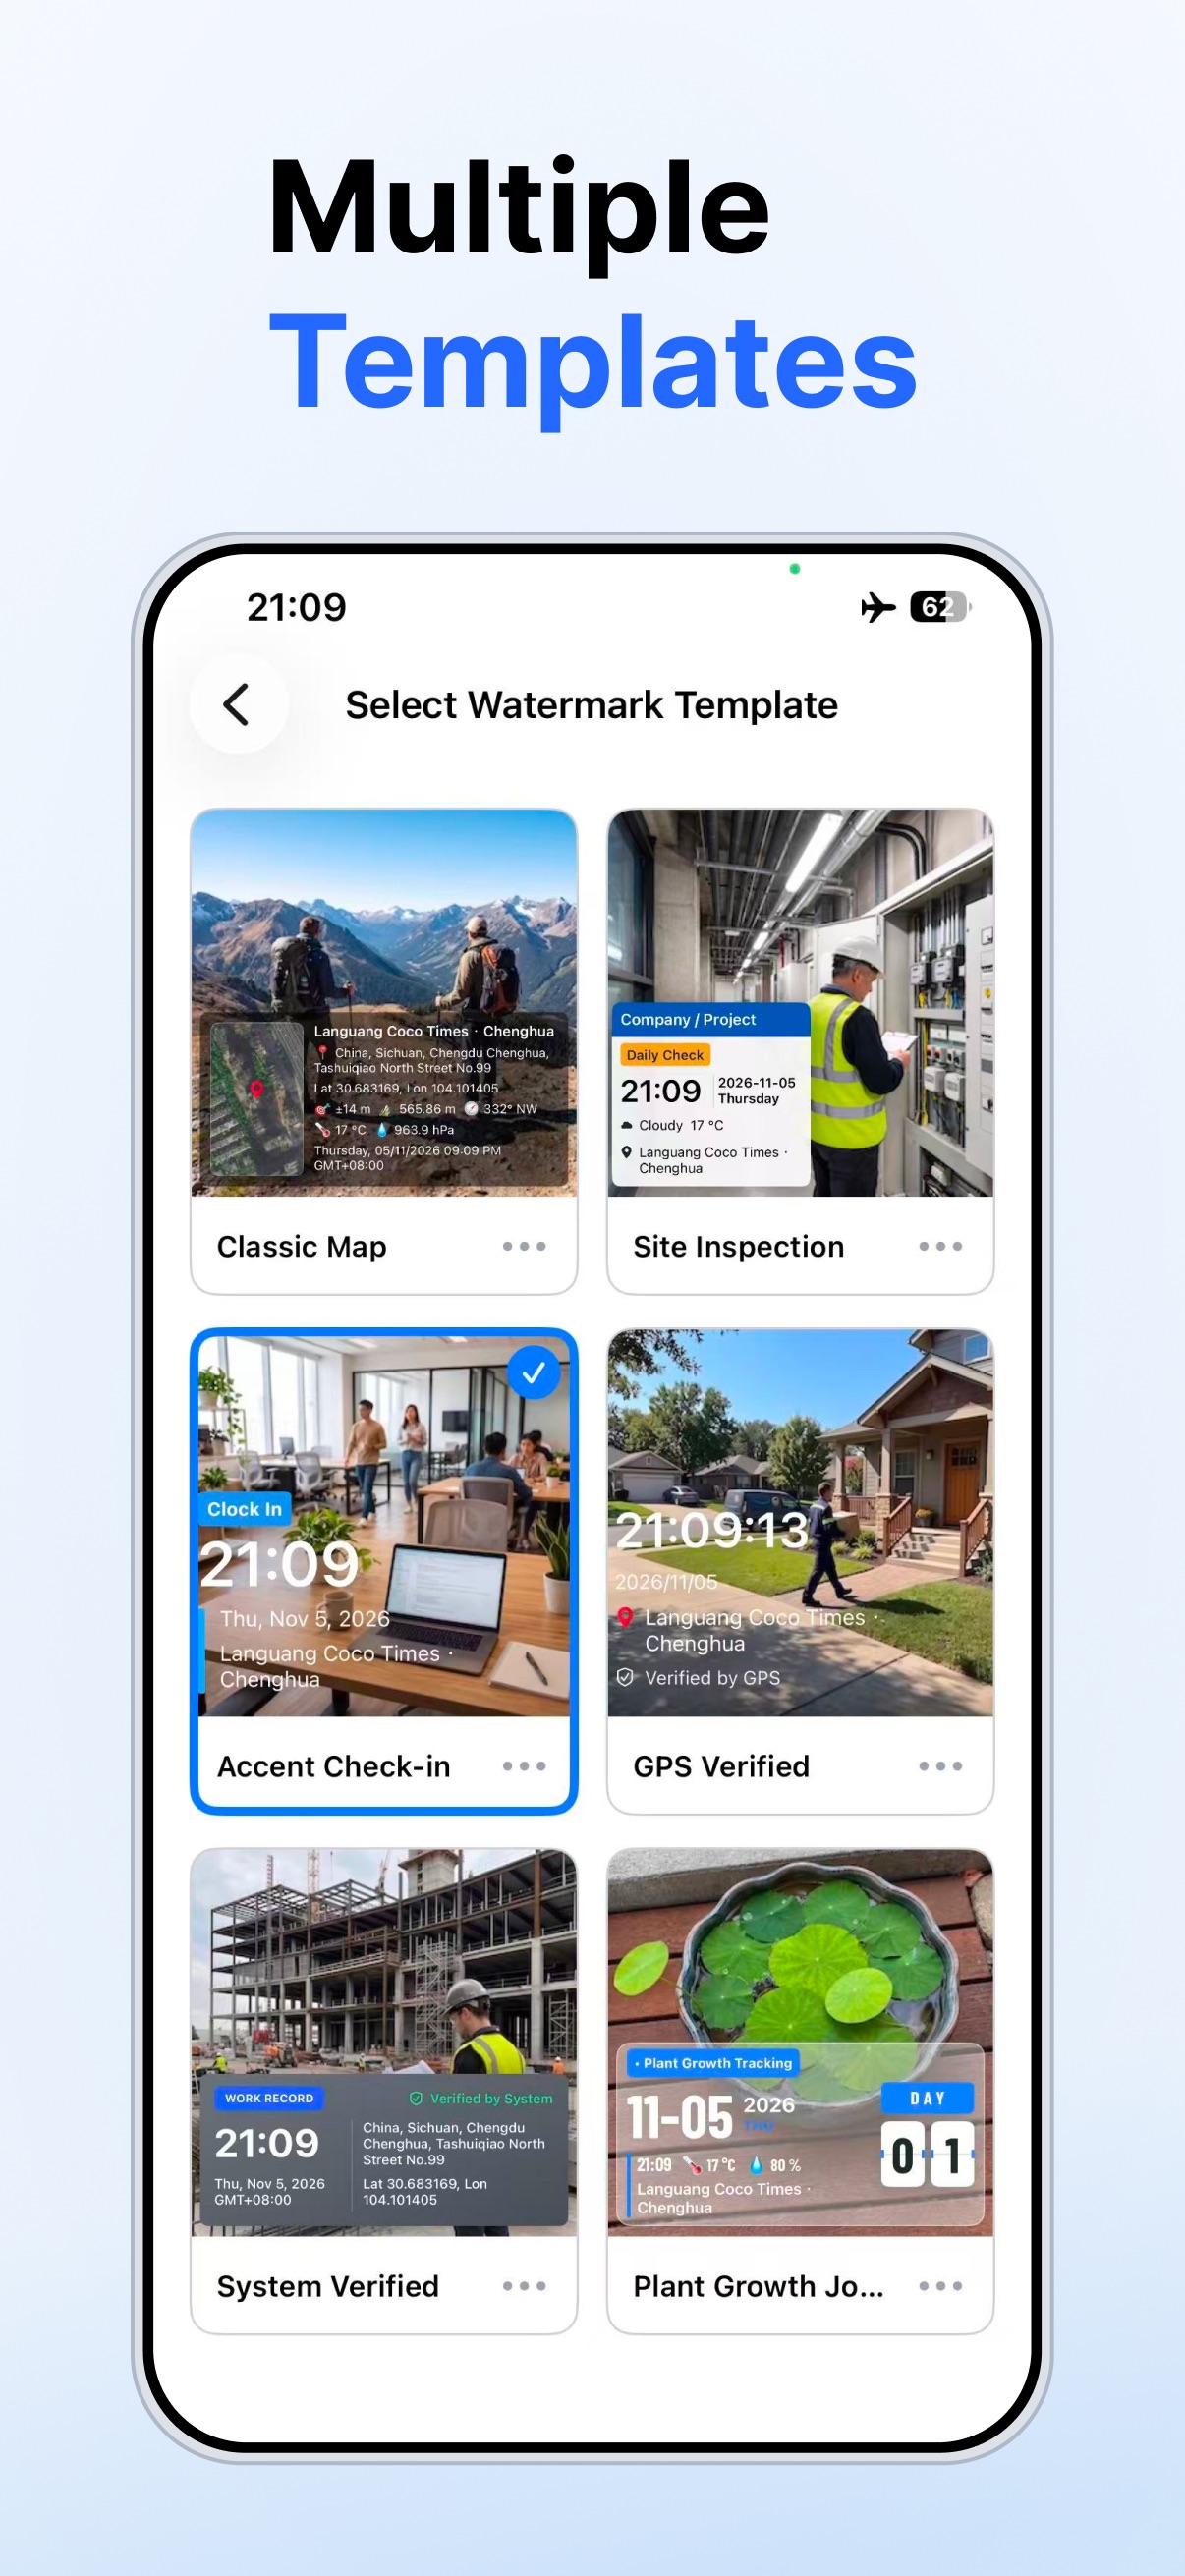 Multiple
Templates
21:09
62
Select Watermark Template
Languang Coco Times · Chenghua
China, Sichuan, Chengdu Chenghua,
Tashuiqiao North Street No.99
Lat 30.683169, Lon 104.101405
±14 m 565.86 m 332° NW
17 °C 963.9 hPa
Thursday, 05/11/2026 09:09 PM
GMT+08:00
Classic Map
Company / Project
Daily Check
21:09
2026-11-05
Thursday
Cloudy 17 °C
Languang Coco Times ·
Chenghua
Site Inspection
Clock In
21:09
Thu, Nov 5, 2026
Languang Coco Times ·
Chenghua
Accent Check-in
21:09:13
2026/11/05
Languang Coco Times ·
Chenghua
Verified by GPS
GPS Verified
WORK RECORD
Verified by System
21:09
Thu, Nov 5, 2026
GMT+08:00
China, Sichuan, Chengdu
Chenghua, Tashuiqiao North
Street No.99
Lat 30.683169, Lon
104.101405
System Verified
• Plant Growth Tracking
11-05
2026
THU
DAY
01
21:09 17 °C 80 %
Languang Coco Times ·
Chenghua
Plant Growth Jo...